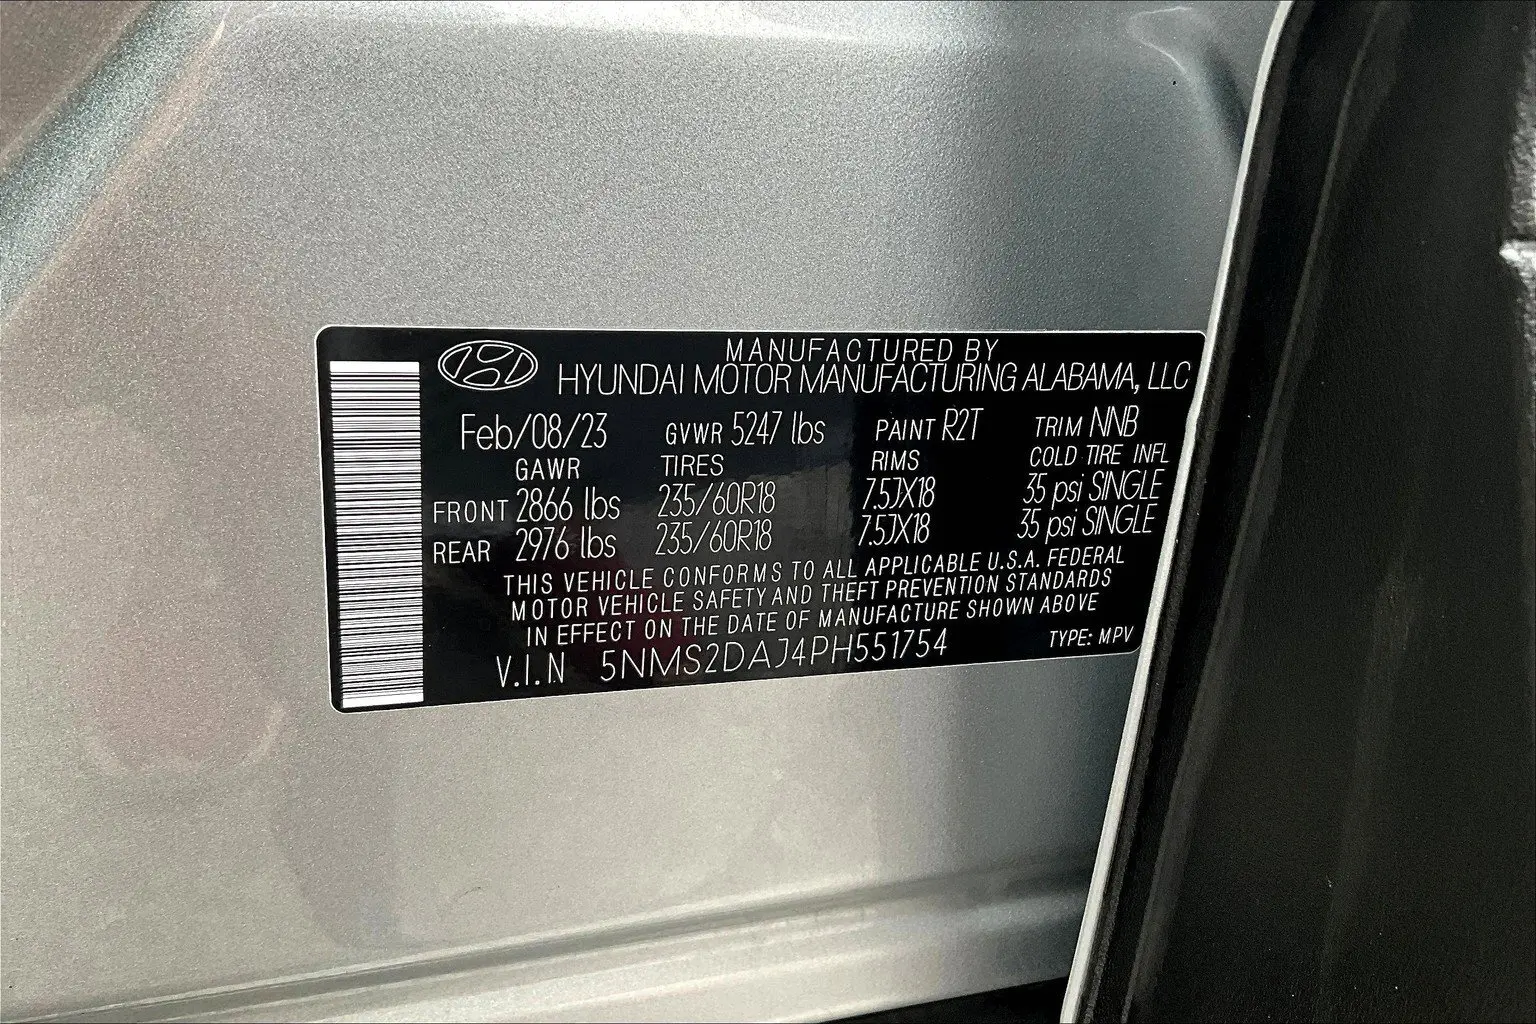 MANUFACTURED BY
HYUNDAI MOTOR MANUFACTURING ALABAMA, LLC
Feb/08/23 GVWR 5247 lbs PAINT R2T TRIM NNB
GAWR TIRES RIMS COLD TIRE INFL
FRONT 2866 lbs 235/60R18 7.5JX18 35 psi SINGLE
REAR 2976 lbs 235/60R18 7.5JX18 35 psi SINGLE
THIS VEHICLE CONFORMS TO ALL APPLICABLE U.S.A. FEDERAL
MOTOR VEHICLE SAFETY AND THEFT PREVENTION STANDARDS
IN EFFECT ON THE DATE OF MANUFACTURE SHOWN ABOVE
V.I.N 5NMS2DAJ4PH551754 TYPE: MPV